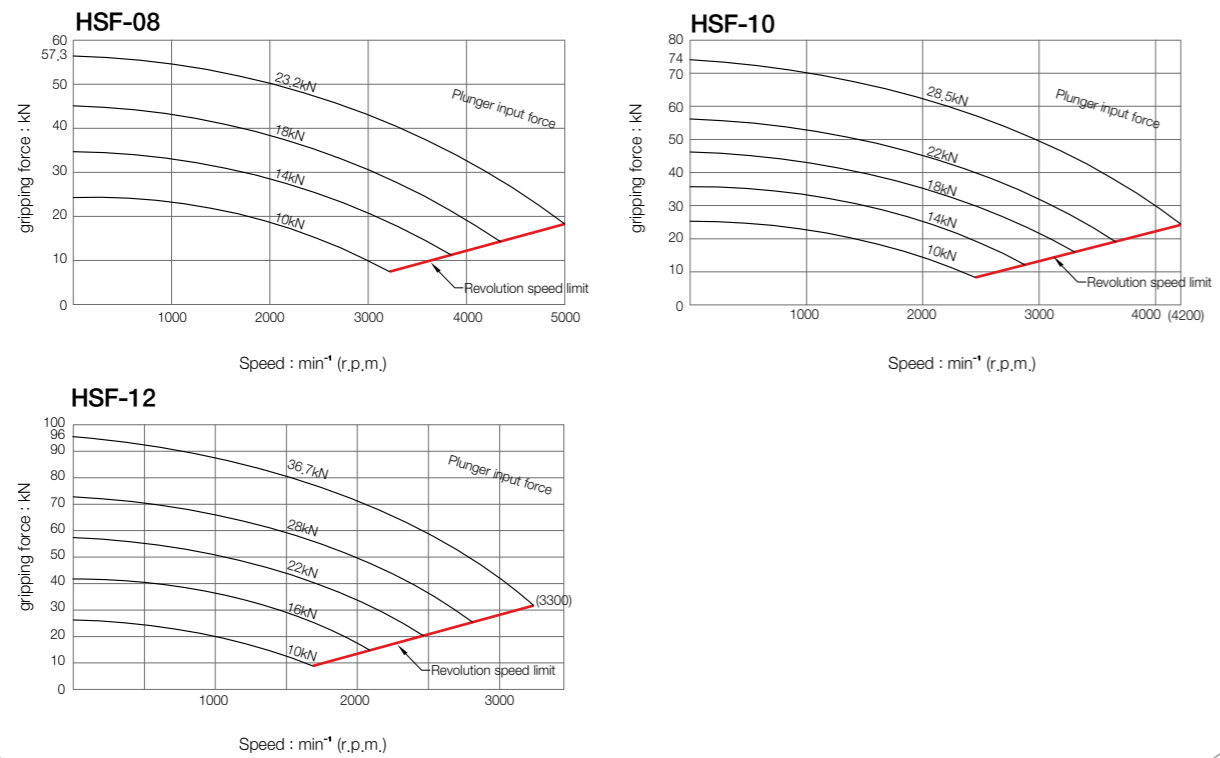 HSF-08
60
57.3
50
40
30
20
10
0
gripping force : kN
23.2kN
18kN
14kN
10kN
Plunger input force
Revolution speed limit
1000 2000 3000 4000 5000
Speed : min⁻¹ (r.p.m.)
HSF-10
80
74
70
60
50
40
30
20
10
0
gripping force : kN
28.5kN
22kN
18kN
14kN
10kN
Plunger input force
Revolution speed limit
1000 2000 3000 4000 (4200)
Speed : min⁻¹ (r.p.m.)
HSF-12
100
96
90
80
70
60
50
40
30
20
10
0
gripping force : kN
36.7kN
28kN
22kN
16kN
10kN
Plunger input force
(3300)
Revolution speed limit
1000 2000 3000
Speed : min⁻¹ (r.p.m.)